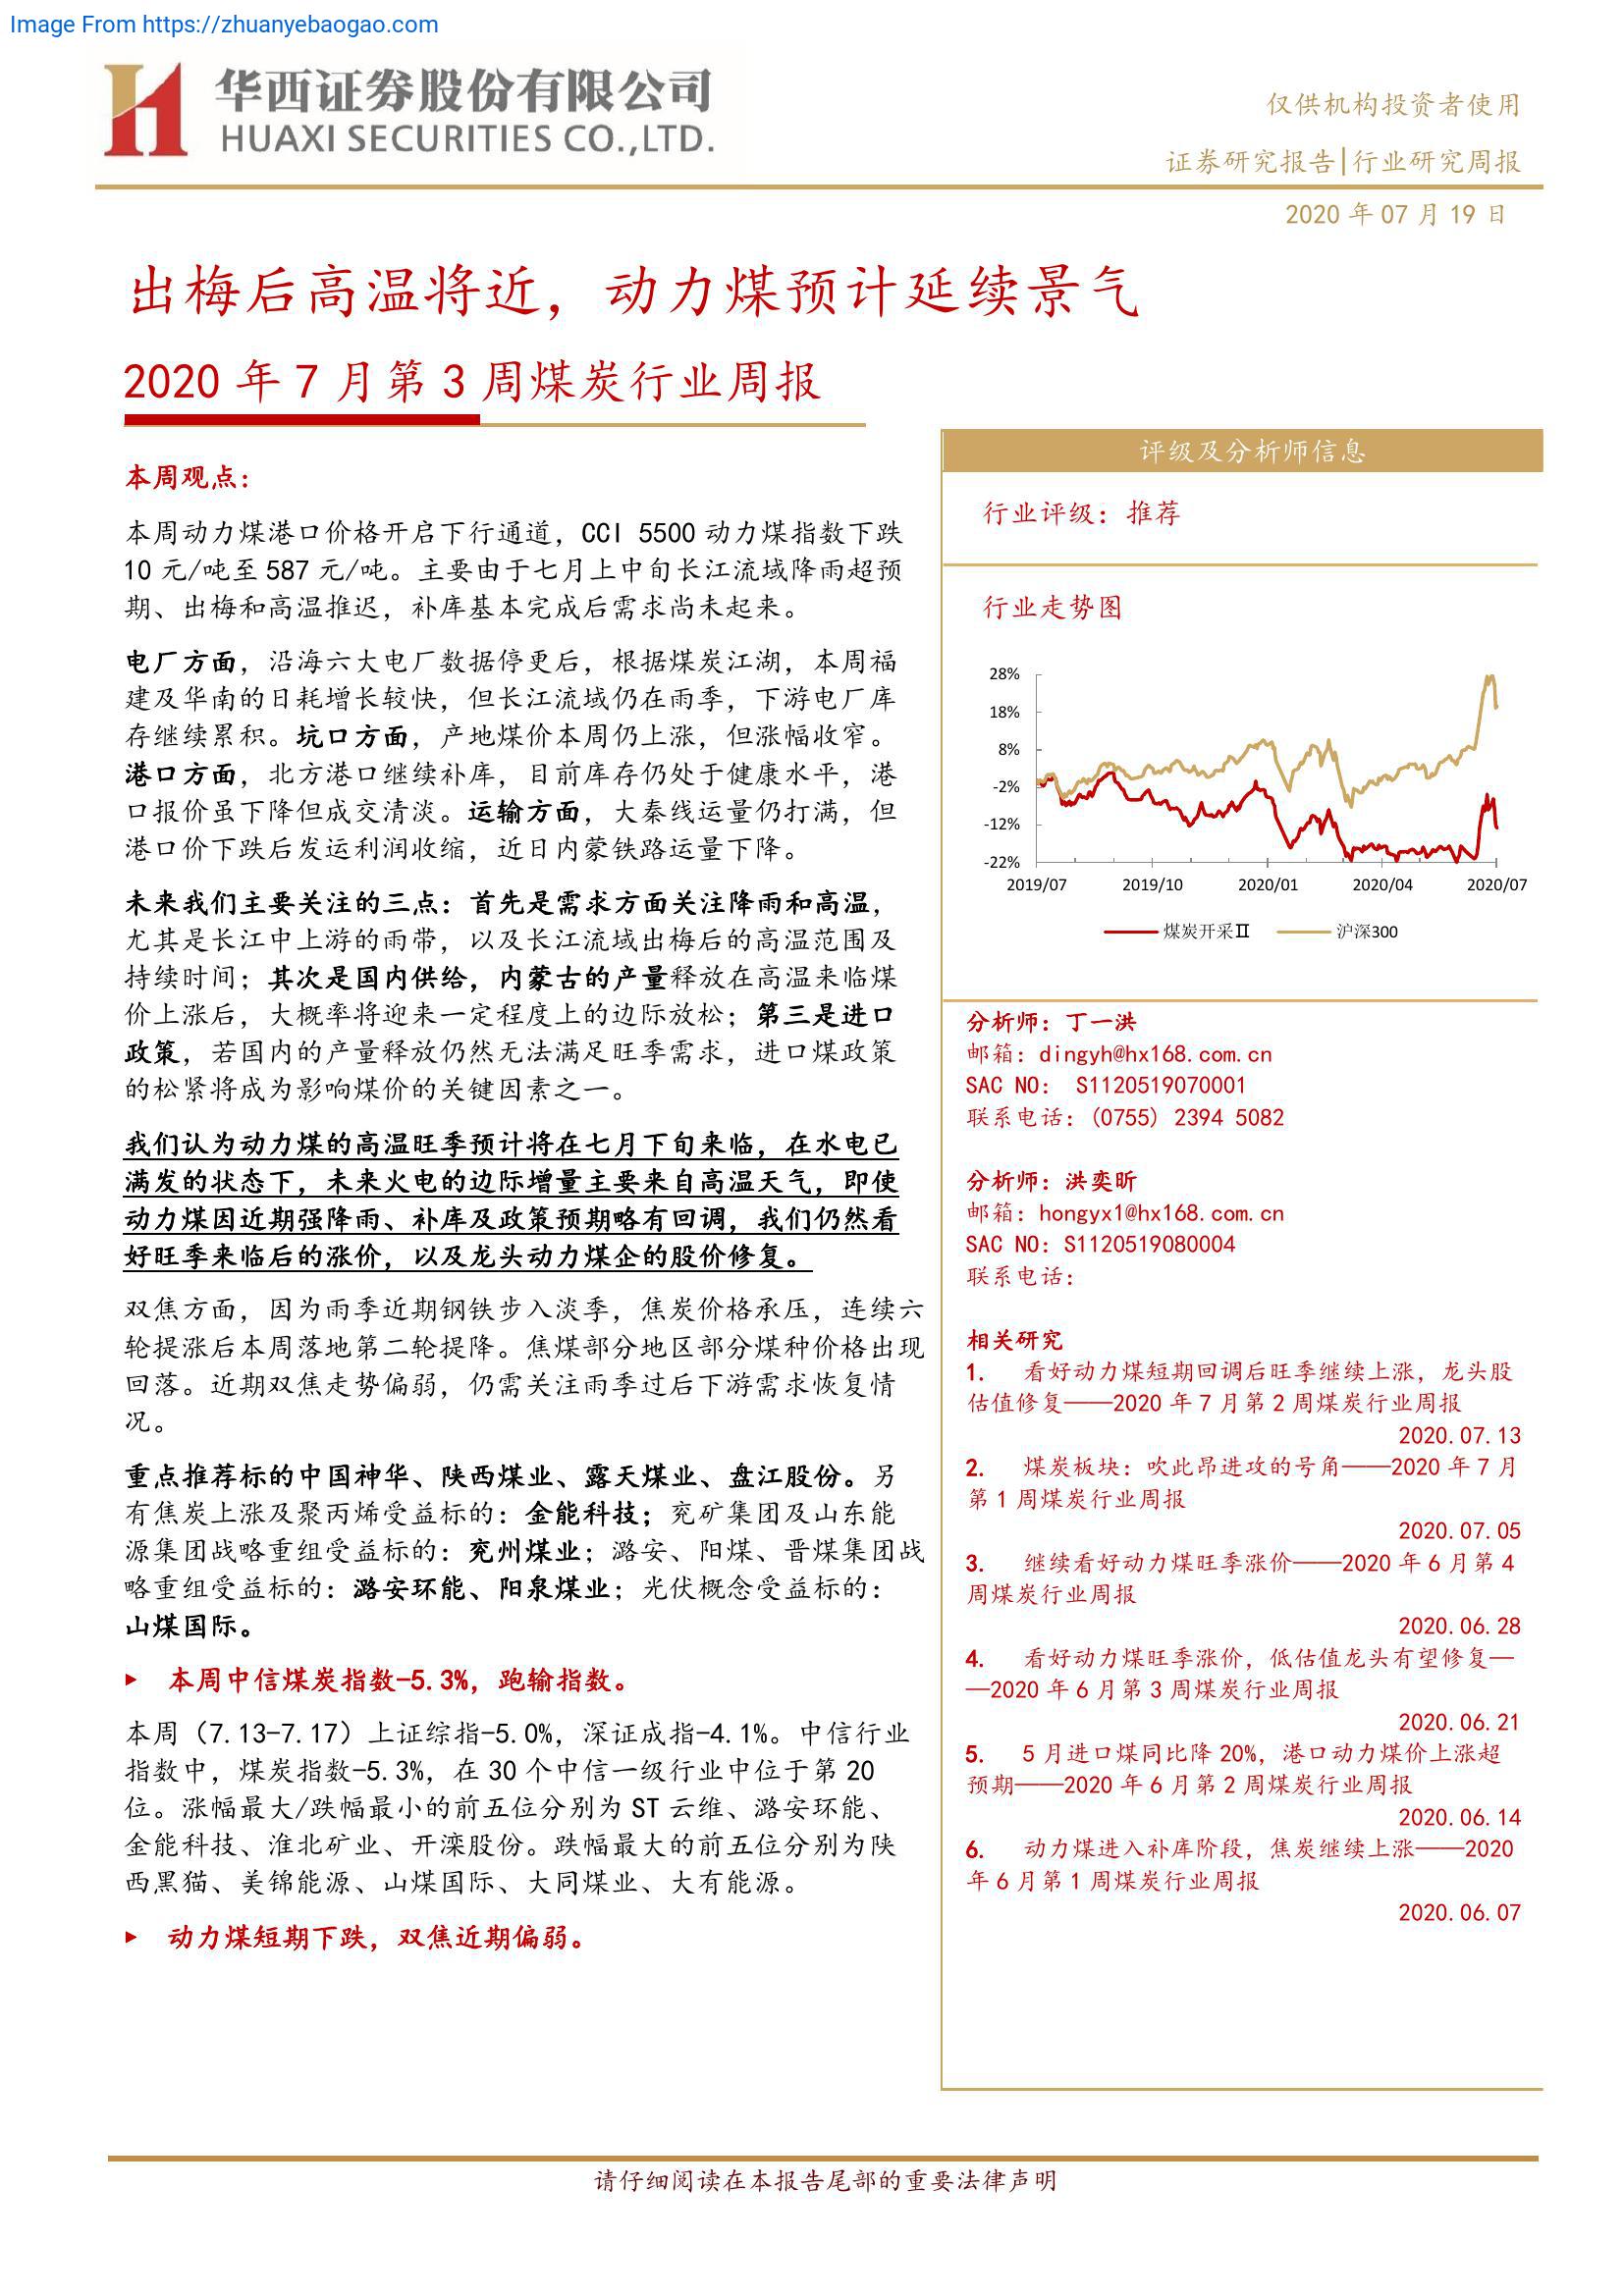 Image From https://zhuanyebaogao.com
华西证券股份有限公司
HUAXI SECURITIES CO.,LTD.
仅供机构投资者使用
证券研究报告|行业研究周报
2020 年 07 月 19 日
出梅后高温将近，动力煤预计延续景气
2020 年 7 月第 3 周煤炭行业周报
本周观点：
本周动力煤港口价格开启下行通道，CCI 5500 动力煤指数下跌
10 元/吨至 587 元/吨。主要由于七月上中旬长江流域降雨超预
期、出梅和高温推迟，补库基本完成后需求尚未起来。
电厂方面，沿海六大电厂数据停更后，根据煤炭江湖，本周福
建及华南的日耗增长较快，但长江流域仍在雨季，下游电厂库
存继续累积。坑口方面，产地煤价本周仍上涨，但涨幅收窄。
港口方面，北方港口继续补库，目前库存仍处于健康水平，港
口报价虽下降但成交清淡。运输方面，大秦线运量仍打满，但
港口价下跌后发运利润收缩，近日内蒙铁路运量下降。
未来我们主要关注的三点：首先是需求方面关注降雨和高温，
尤其是长江中上游的雨带，以及长江流域出梅后的高温范围及
持续时间；其次是国内供给，内蒙古的产量释放在高温来临煤
价上涨后，大概率将迎来一定程度上的边际放松；第三是进口
政策，若国内的产量释放仍然无法满足旺季需求，进口煤政策
的松紧将成为影响煤价的关键因素之一。
我们认为动力煤的高温旺季预计将在七月下旬来临，在水电已
满发的状态下，未来火电的边际增量主要来自高温天气，即使
动力煤因近期强降雨、补库及政策预期略有回调，我们仍然看
好旺季来临后的涨价，以及龙头动力煤企的股价修复。
双焦方面，因为雨季近期钢铁步入淡季，焦炭价格承压，连续六
轮提涨后本周落地第二轮提降。焦煤部分地区部分煤种价格出现
回落。近期双焦走势偏弱，仍需关注雨季过后下游需求恢复情
况。
重点推荐标的中国神华、陕西煤业、露天煤业、盘江股份。另
有焦炭上涨及聚丙烯受益标的：金能科技；兖矿集团及山东能
源集团战略重组受益标的：兖州煤业；潞安、阳煤、晋煤集团战
略重组受益标的：潞安环能、阳泉煤业；光伏概念受益标的：
山煤国际。
▸ 本周中信煤炭指数-5.3%，跑输指数。
本周（7.13-7.17）上证综指-5.0%，深证成指-4.1%。中信行业
指数中，煤炭指数-5.3%，在 30 个中信一级行业中位于第 20
位。涨幅最大/跌幅最小的前五位分别为 ST 云维、潞安环能、
金能科技、淮北矿业、开滦股份。跌幅最大的前五位分别为陕
西黑猫、美锦能源、山煤国际、大同煤业、大有能源。
▸ 动力煤短期下跌，双焦近期偏弱。
评级及分析师信息
行业评级：推荐
行业走势图
28%
18%
8%
-2%
-12%
-22%
2019/07 2019/10 2020/01 2020/04 2020/07
煤炭开采Ⅱ 沪深300
分析师：丁一洪
邮箱：dingyh@hx168.com.cn
SAC NO： S1120519070001
联系电话：(0755) 2394 5082
分析师：洪奕昕
邮箱：hongyx1@hx168.com.cn
SAC NO：S1120519080004
联系电话：
相关研究
1. 看好动力煤短期回调后旺季继续上涨，龙头股
估值修复——2020 年 7 月第 2 周煤炭行业周报
2020.07.13
2. 煤炭板块：吹此昂进攻的号角——2020 年 7 月
第 1 周煤炭行业周报
2020.07.05
3. 继续看好动力煤旺季涨价——2020 年 6 月第 4
周煤炭行业周报
2020.06.28
4. 看好动力煤旺季涨价，低估值龙头有望修复—
—2020 年 6 月第 3 周煤炭行业周报
2020.06.21
5. 5 月进口煤同比降 20%，港口动力煤价上涨超
预期——2020 年 6 月第 2 周煤炭行业周报
2020.06.14
6. 动力煤进入补库阶段，焦炭继续上涨——2020
年 6 月第 1 周煤炭行业周报
2020.06.07
请仔细阅读在本报告尾部的重要法律声明